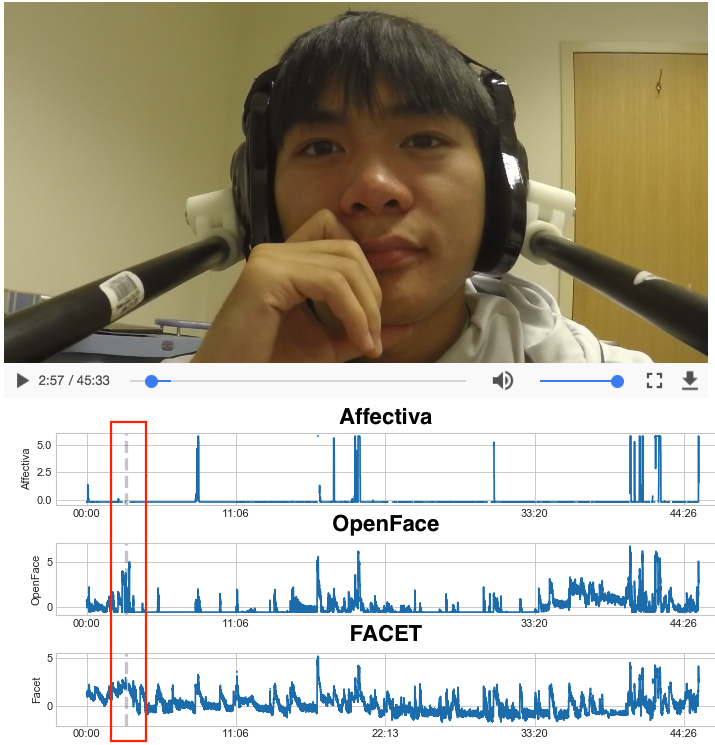 2:57 / 45:33
Affectiva
Affectiva
5.0
2.5
0.0
00:00 11:06 33:20 44:26
OpenFace
OpenFace
5
0
00:00 11:06 33:20 44:26
FACET
Facet
5
0
00:00 11:06 22:13 33:20 44:26